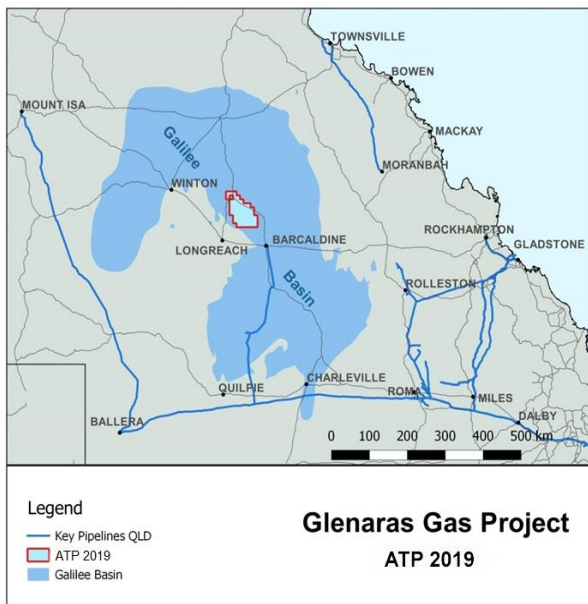 TOWNSVILLE
BOWEN
MOUNT ISA
MACKAY
Galilee
MORANBAH
WINTON
ROCKHAMPTON
GLADSTONE
LONGREACH
BARCALDINE
Basin
ROLLESTON
QUILPIE
CHARLEVILLE
ROMA
MILES
BALLERA
DALBY
0 100 200 300 400 500 km
Legend
Key Pipelines QLD
ATP 2019
Galilee Basin
Glenaras Gas Project
ATP 2019